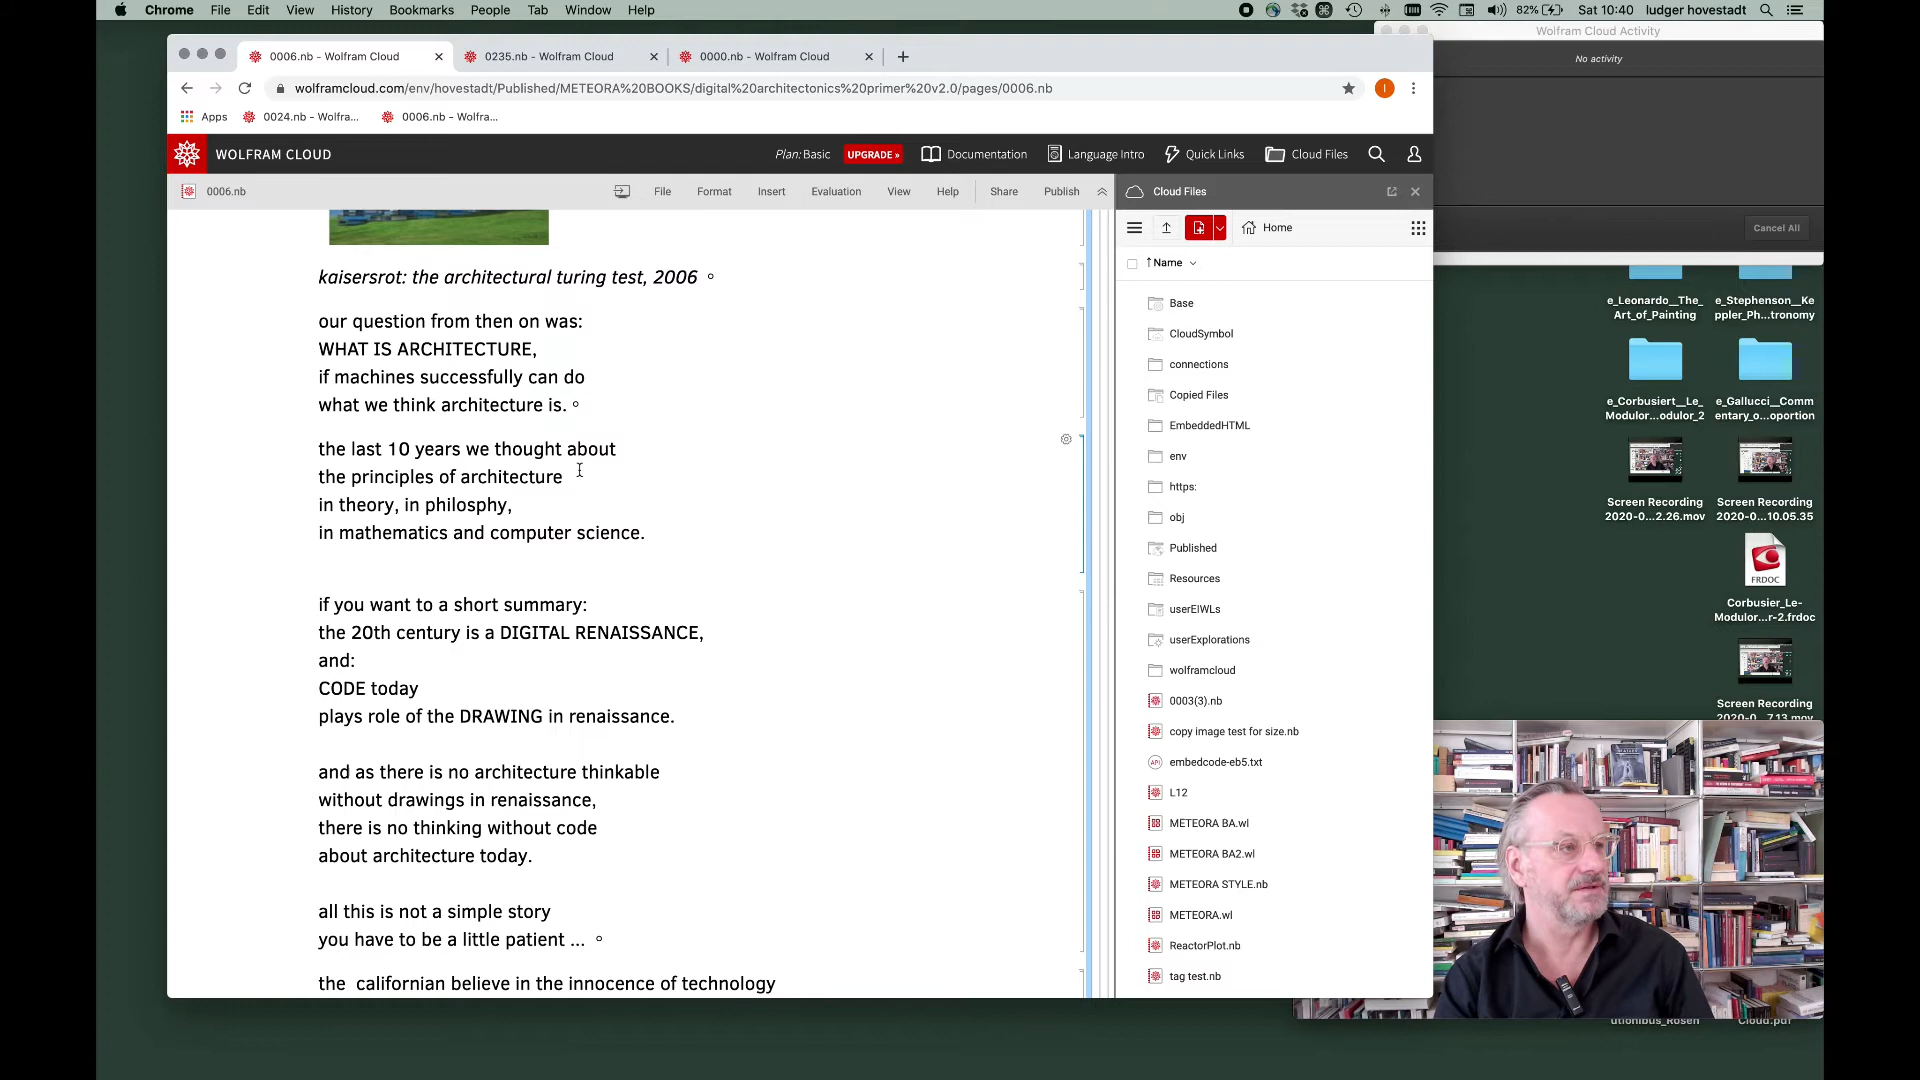 Chrome File Edit View History Bookmarks People Tab Window Help
82% Sat 10:40 ludger hovestadt
Wolfram Cloud Activity
No activity
Cancel All
0006.nb - Wolfram Cloud
0235.nb - Wolfram Cloud
0000.nb - Wolfram Cloud
wolframcloud.com/env/hovestadt/Published/METEORA%20BOOKS/digital%20architectonics%20primer%20v2.0/pages/0006.nb
Apps
0024.nb - Wolfra...
0006.nb - Wolfra...
WOLFRAM CLOUD
Plan: Basic UPGRADE » Documentation Language Intro Quick Links Cloud Files
0006.nb
File Format Insert Evaluation View Help Share Publish
kaisersrot: the architectural turing test, 2006
our question from then on was:
WHAT IS ARCHITECTURE,
if machines successfully can do
what we think architecture is.
the last 10 years we thought about
the principles of architecture
in theory, in philosphy,
in mathematics and computer science.
if you want to a short summary:
the 20th century is a DIGITAL RENAISSANCE,
and:
CODE today
plays role of the DRAWING in renaissance.
and as there is no architecture thinkable
without drawings in renaissance,
there is no thinking without code
about architecture today.
all this is not a simple story
you have to be a little patient ...
the californian believe in the innocence of technology
Cloud Files
Home
Name
Base
CloudSymbol
connections
Copied Files
EmbeddedHTML
env
https:
obj
Published
Resources
userEIWLs
userExplorations
wolframcloud
0003(3).nb
copy image test for size.nb
API
embedcode-eb5.txt
L12
METEORA BA.wl
METEORA BA2.wl
METEORA STYLE.nb
METEORA.wl
ReactorPlot.nb
tag test.nb
e_Leonardo__The_
Art_of_Painting
e_Stephenson__Ke
ppler_Ph...tronomy
e_Corbusiert__Le_
Modulor...odulor_2
e_Gallucci__Comm
entary_o...oportion
Screen Recording
2020-0...2.26.mov
Screen Recording
2020-0...10.05.35
FRDOC
Corbusier_Le-
Modulor...r-2.frdoc
Screen Recording
2020-0...7.13.mov
utionibus_Rosen
Cloud.pdf